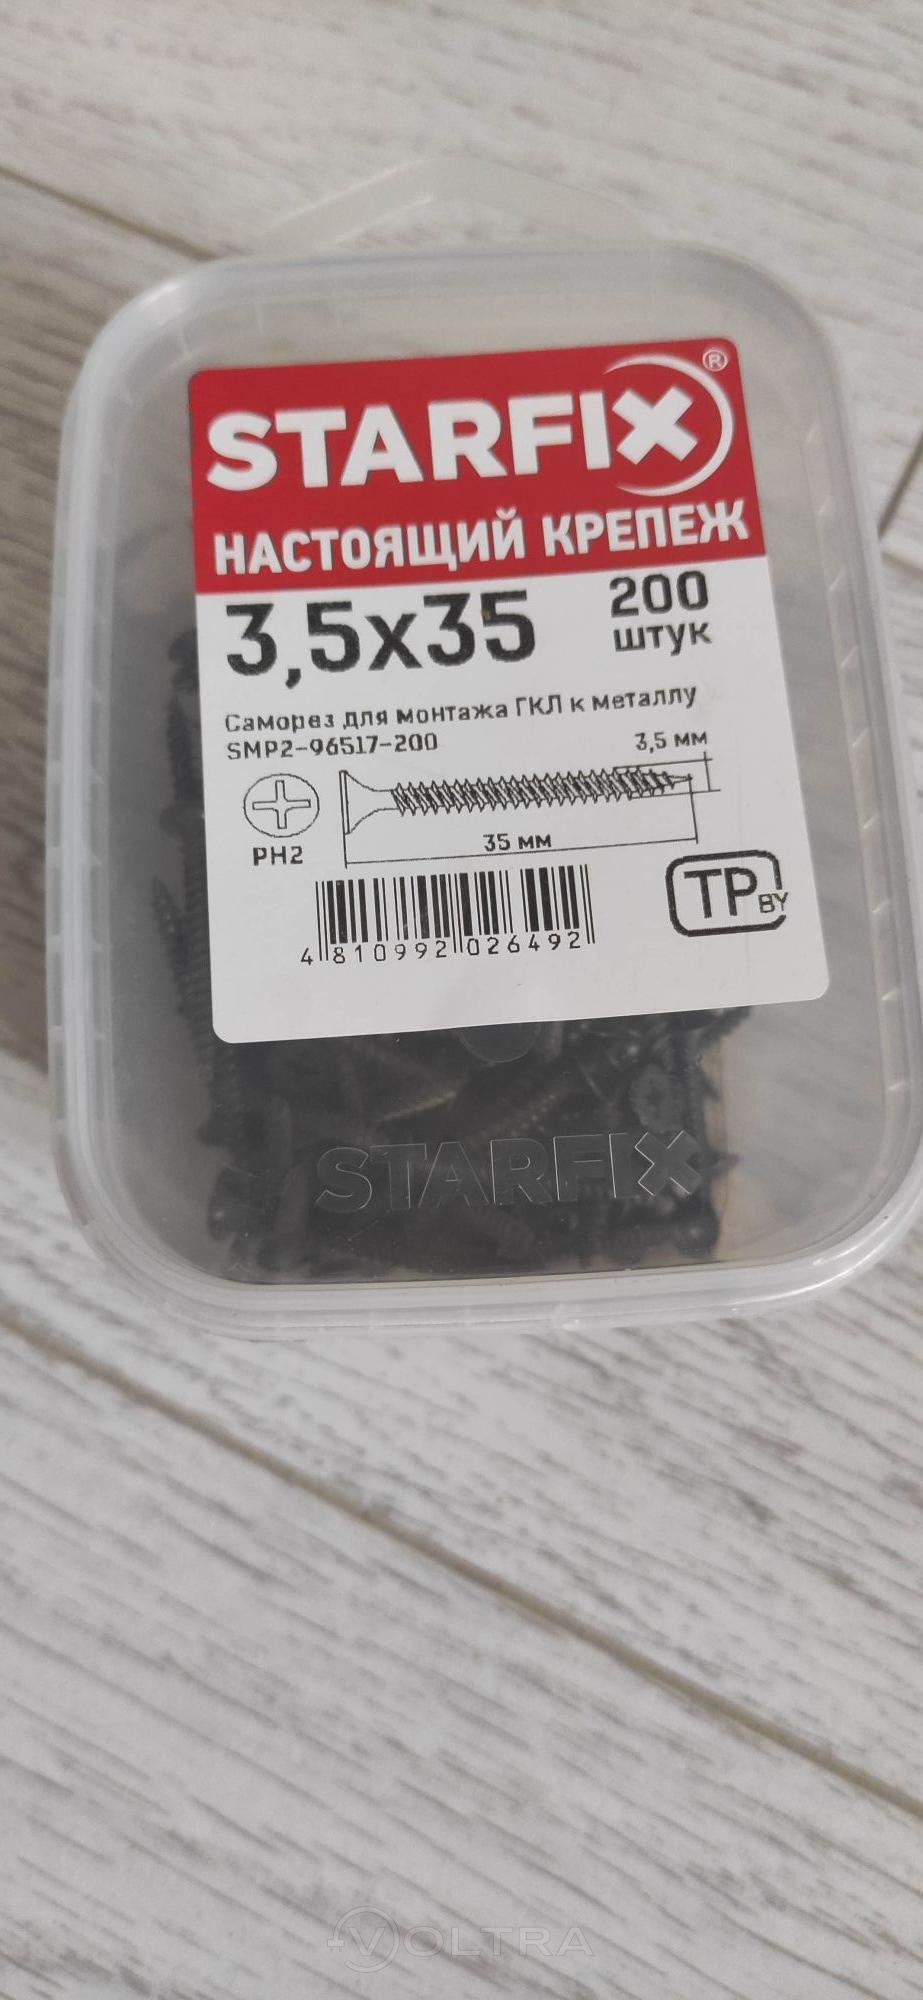 STARFIX®
НАСТОЯЩИЙ КРЕПЕЖ
3,5x35
200 штук
Саморез для монтажа ГКЛ к металлу
SMP2-96517-200
3,5 мм
PH2
35 мм
4 810992 026492
TP BY
STARFIX
+VOLTRA